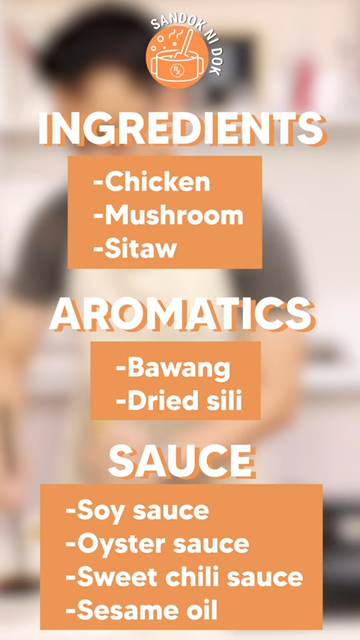 SANDOK NI DOK
Rx
INGREDIENTS
-Chicken
-Mushroom
-Sitaw
AROMATICS
-Bawang
-Dried sili
SAUCE
-Soy sauce
-Oyster sauce
-Sweet chili sauce
-Sesame oil